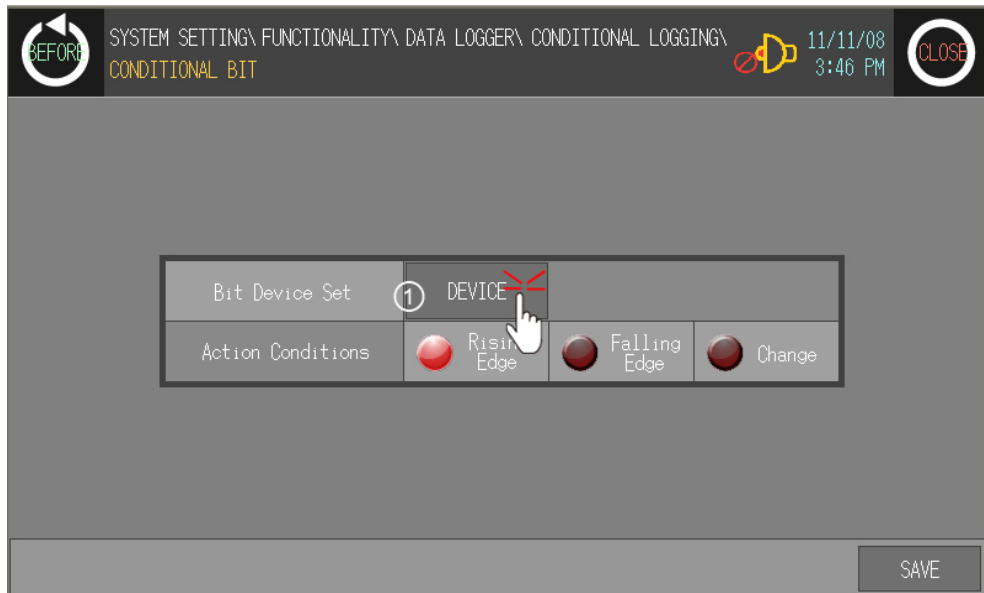 BEFORE
SYSTEM SETTING\ FUNCTIONALITY\ DATA LOGGER\ CONDITIONAL LOGGING\
CONDITIONAL BIT
11/11/08
3:46 PM
CLOSE
Bit Device Set
① DEVICE
Action Conditions
Rising
Edge
Falling
Edge
Change
SAVE